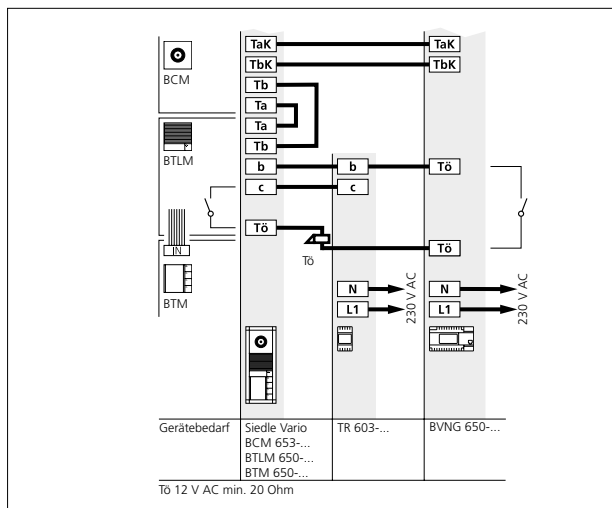 TaK TaK
BCM TbK TbK
Tb
Ta
Ta
BTLM Tb
b b Tö
c c
Tö
IN Tö Tö
BTM N N
L1 230 V AC L1 230 V AC
Gerätebedarf Siedle Vario TR 603-... BVNG 650-...
BCM 653-...
BTLM 650-...
BTM 650-...
Tö 12 V AC min. 20 Ohm